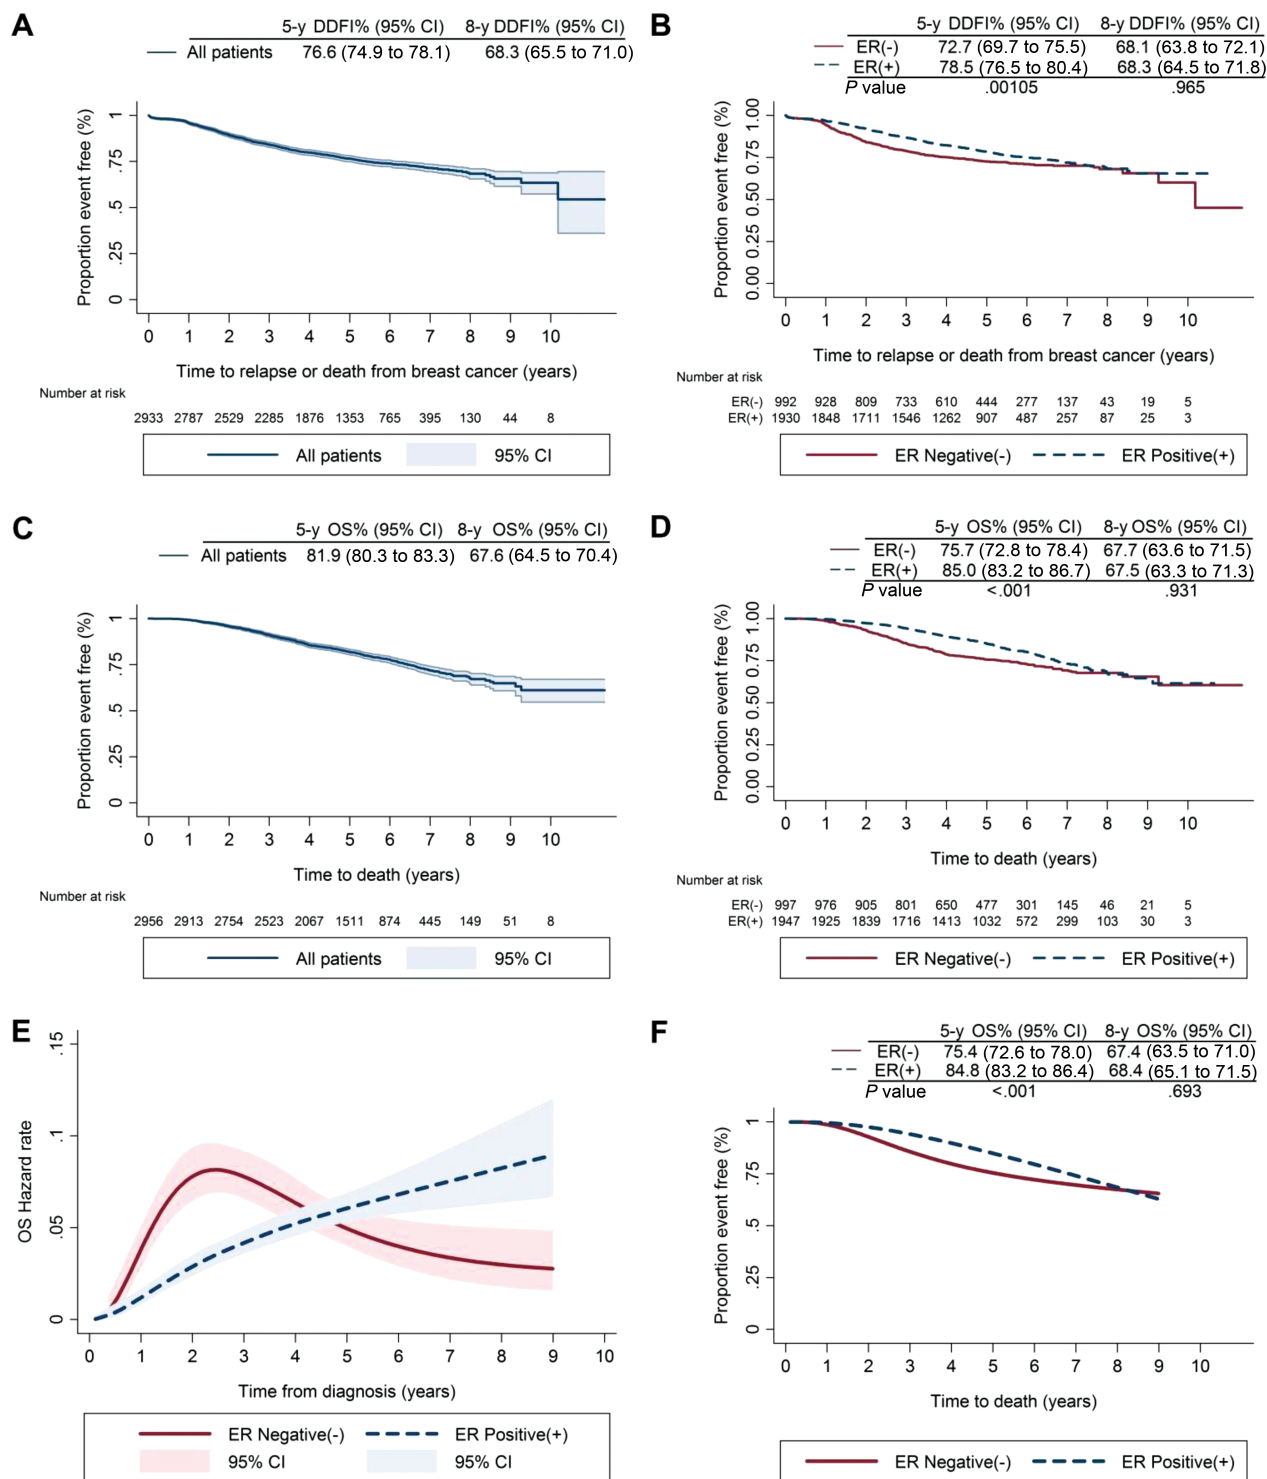 A
5-y DDFI% (95% CI) 8-y DDFI% (95% CI)
All patients 76.6 (74.9 to 78.1) 68.3 (65.5 to 71.0)
Proportion event free (%)
1
.75
.5
.25
0
0 1 2 3 4 5 6 7 8 9 10
Time to relapse or death from breast cancer (years)
Number at risk
2933 2787 2529 2285 1876 1353 765 395 130 44 8
All patients 95% CI
B
5-y DDFI% (95% CI) 8-y DDFI% (95% CI)
ER(-) 72.7 (69.7 to 75.5) 68.1 (63.8 to 72.1)
ER(+) 78.5 (76.5 to 80.4) 68.3 (64.5 to 71.8)
P value .00105 .965
Proportion event free (%)
1.00
0.75
0.50
0.25
0.00
0 1 2 3 4 5 6 7 8 9 10
Time to relapse or death from breast cancer (years)
Number at risk
ER(-) 992 928 809 733 610 444 277 137 43 19 5
ER(+) 1930 1848 1711 1546 1262 907 487 257 87 25 3
ER Negative(-) ER Positive(+)
C
5-y OS% (95% CI) 8-y OS% (95% CI)
All patients 81.9 (80.3 to 83.3) 67.6 (64.5 to 70.4)
Proportion event free (%)
1
.75
.5
.25
0
0 1 2 3 4 5 6 7 8 9 10
Time to death (years)
Number at risk
2956 2913 2754 2523 2067 1511 874 445 149 51 8
All patients 95% CI
D
5-y OS% (95% CI) 8-y OS% (95% CI)
ER(-) 75.7 (72.8 to 78.4) 67.7 (63.6 to 71.5)
ER(+) 85.0 (83.2 to 86.7) 67.5 (63.3 to 71.3)
P value <.001 .931
Proportion event free (%)
1.00
0.75
0.50
0.25
0.00
0 1 2 3 4 5 6 7 8 9 10
Time to death (years)
Number at risk
ER(-) 997 976 905 801 650 477 301 145 46 21 5
ER(+) 1947 1925 1839 1716 1413 1032 572 299 103 30 3
ER Negative(-) ER Positive(+)
E
OS Hazard rate
.15
.1
.05
0
0 1 2 3 4 5 6 7 8 9 10
Time from diagnosis (years)
ER Negative(-) ER Positive(+)
95% CI 95% CI
F
5-y OS% (95% CI) 8-y OS% (95% CI)
ER(-) 75.4 (72.6 to 78.0) 67.4 (63.5 to 71.0)
ER(+) 84.8 (83.2 to 86.4) 68.4 (65.1 to 71.5)
P value <.001 .693
Proportion event free (%)
1
.75
.5
.25
0
0 1 2 3 4 5 6 7 8 9 10
Time to death (years)
ER Negative(-) ER Positive(+)